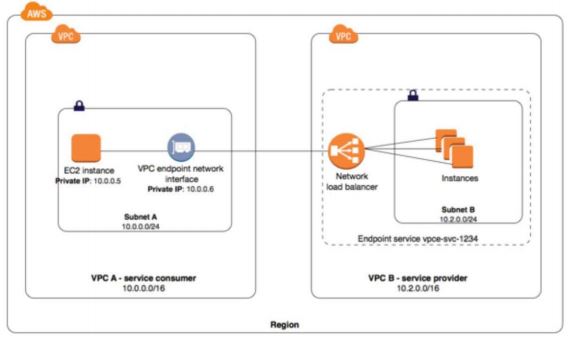 AWS
VPC
VPC
EC2 instance
Private IP: 10.0.0.5
VPC endpoint network
interface
Private IP: 10.0.0.6
Subnet A
10.0.0.0/24
VPC A - service consumer
10.0.0.0/16
Network
load balancer
Instances
Subnet B
10.2.0.0/24
Endpoint service vpce-svc-1234
VPC B - service provider
10.2.0.0/16
Region